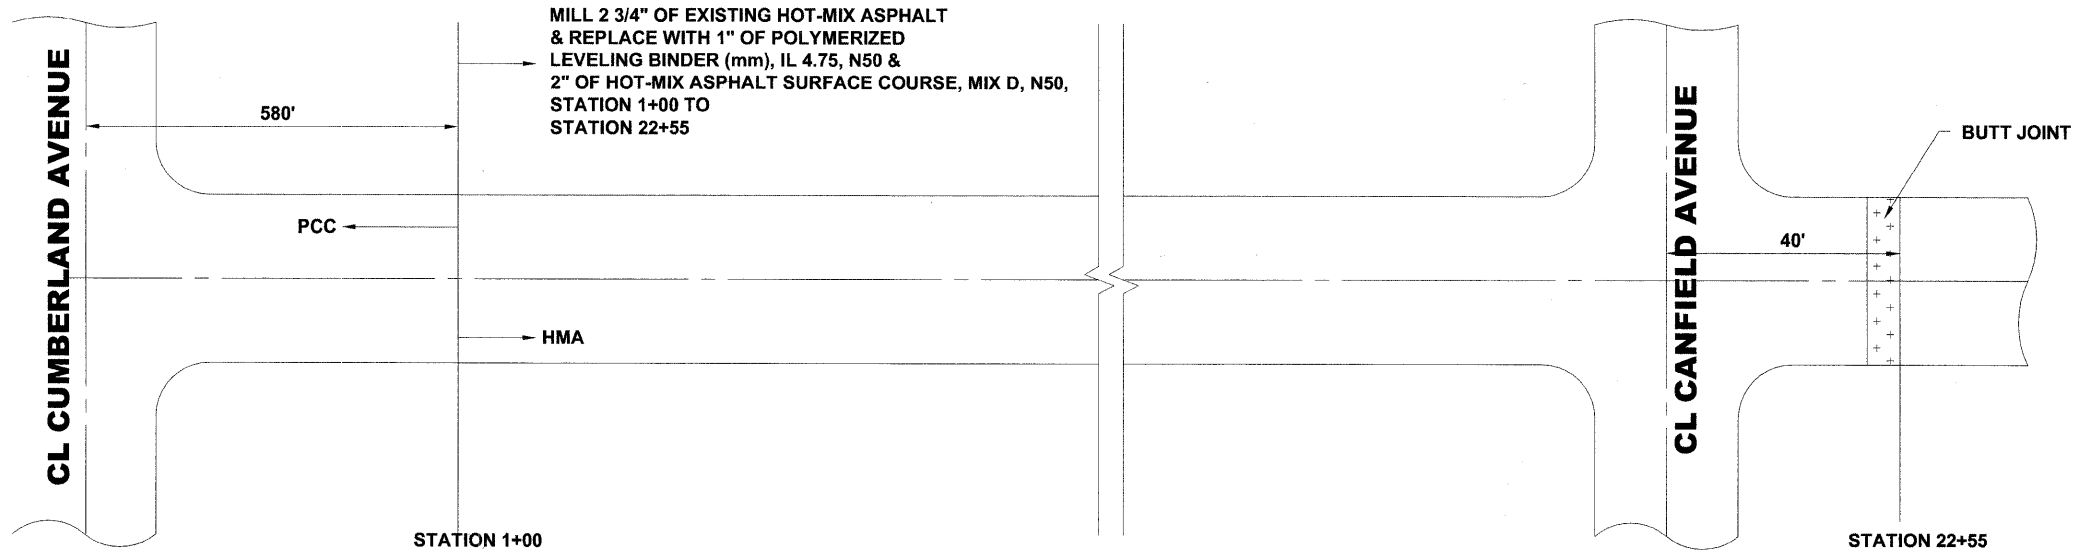 MILL 2 3/4" OF EXISTING HOT-MIX ASPHALT
& REPLACE WITH 1" OF POLYMERIZED
LEVELING BINDER (mm), IL 4.75, N50 &
2" OF HOT-MIX ASPHALT SURFACE COURSE, MIX D, N50,
STATION 1+00 TO
STATION 22+55
CL CUMBERLAND AVENUE
580'
PCC
HMA
CL CANFIELD AVENUE
BUTT JOINT
40'
STATION 1+00
STATION 22+55